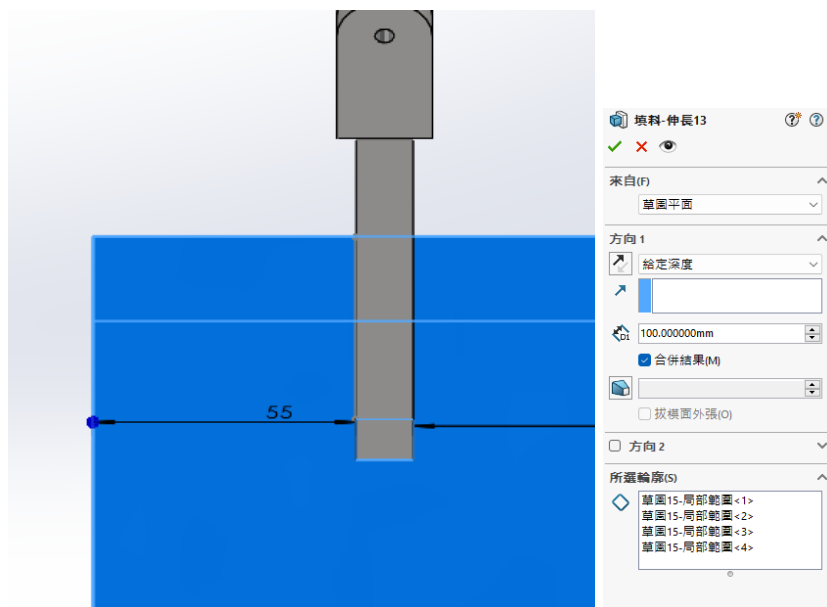 填料-伸長13
來自(F)
草圖平面
方向1
給定深度
D1
100.000000mm
合併結果(M)
拔模面外張(O)
方向2
所選輪廓(S)
草圖15-局部範圍<1>
草圖15-局部範圍<2>
草圖15-局部範圍<3>
草圖15-局部範圍<4>
55